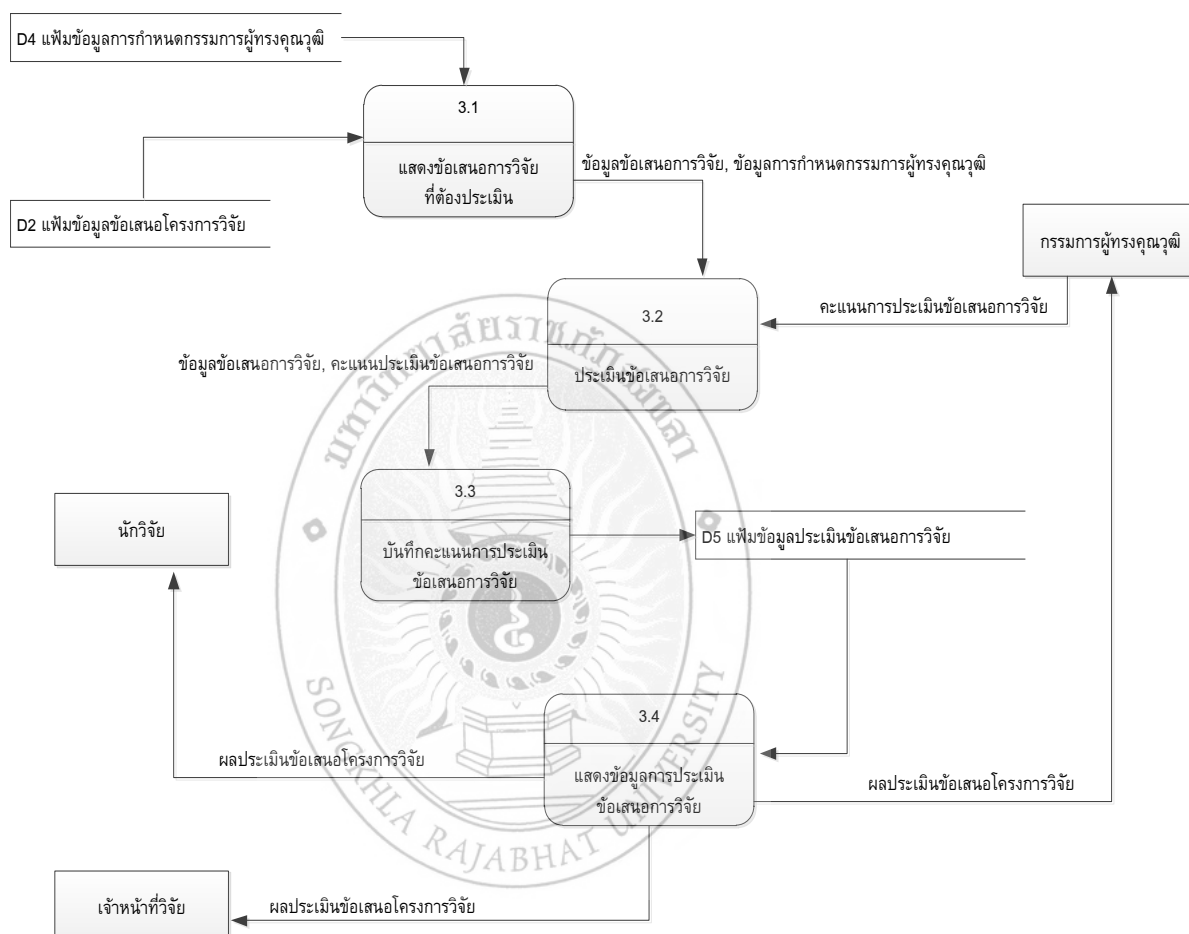 D4 แฟ้มข้อมูลการกำหนดกรรมการผู้ทรงคุณวุฒิ
3.1
แสดงข้อเสนอการวิจัย
ที่ต้องประเมิน
ข้อมูลข้อเสนอการวิจัย, ข้อมูลการกำหนดกรรมการผู้ทรงคุณวุฒิ
D2 แฟ้มข้อมูลข้อเสนอโครงการวิจัย
กรรมการผู้ทรงคุณวุฒิ
3.2
ประเมินข้อเสนอการวิจัย
คะแนนการประเมินข้อเสนอการวิจัย
ข้อมูลข้อเสนอการวิจัย, คะแนนประเมินข้อเสนอการวิจัย
มหาวิทยาลัยราชภัฏสงขลา
3.3
บันทึกคะแนนการประเมิน
ข้อเสนอการวิจัย
นักวิจัย
D5 แฟ้มข้อมูลประเมินข้อเสนอการวิจัย
3.4
แสดงข้อมูลการประเมิน
ข้อเสนอการวิจัย
ผลประเมินข้อเสนอโครงการวิจัย
ผลประเมินข้อเสนอโครงการวิจัย
SONGKHLA RAJABHAT UNIVERSITY
เจ้าหน้าที่วิจัย
ผลประเมินข้อเสนอโครงการวิจัย